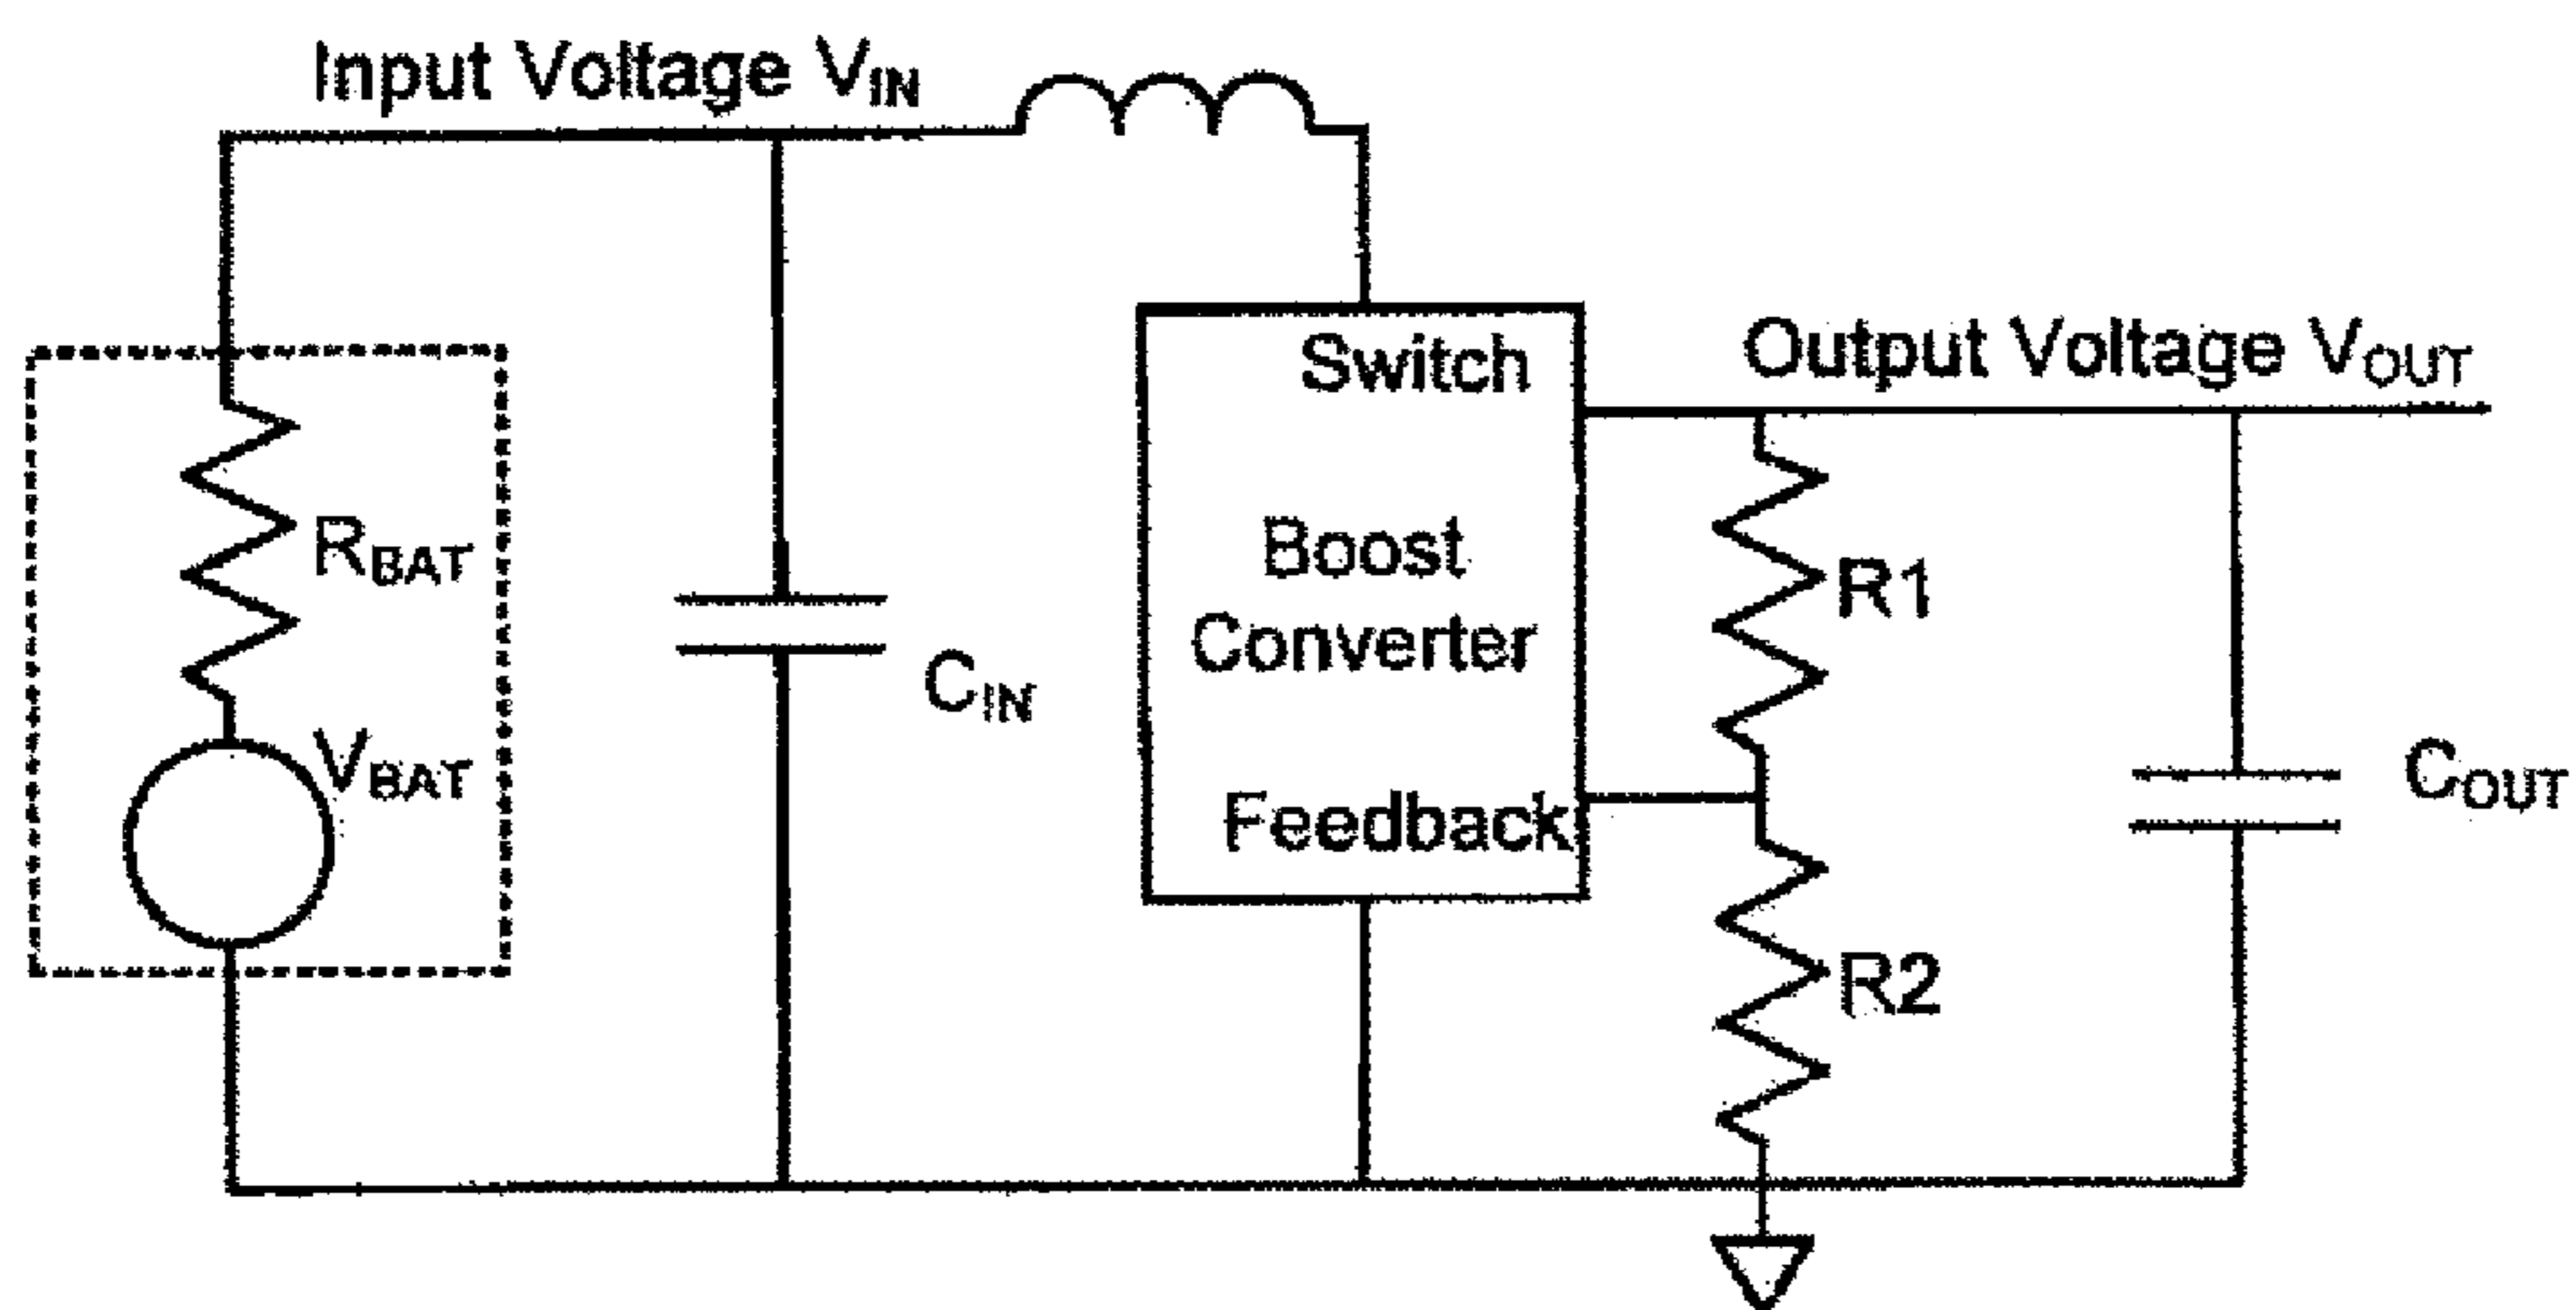 Input Voltage VIN
Switch
Output Voltage VOUT
RBAT
Boost
Converter
R1
CIN
VBAT
COUT
Feedback
R2